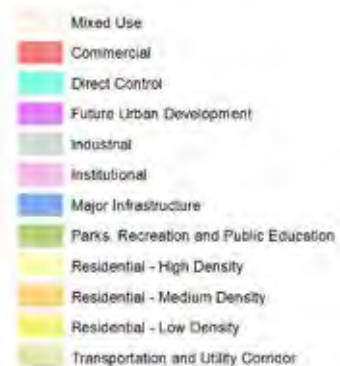 Mixed Use
Commercial
Direct Control
Future Urban Development
Industrial
Institutional
Major Infrastructure
Parks, Recreation and Public Education
Residential - High Density
Residential - Medium Density
Residential - Low Density
Transportation and Utility Corridor